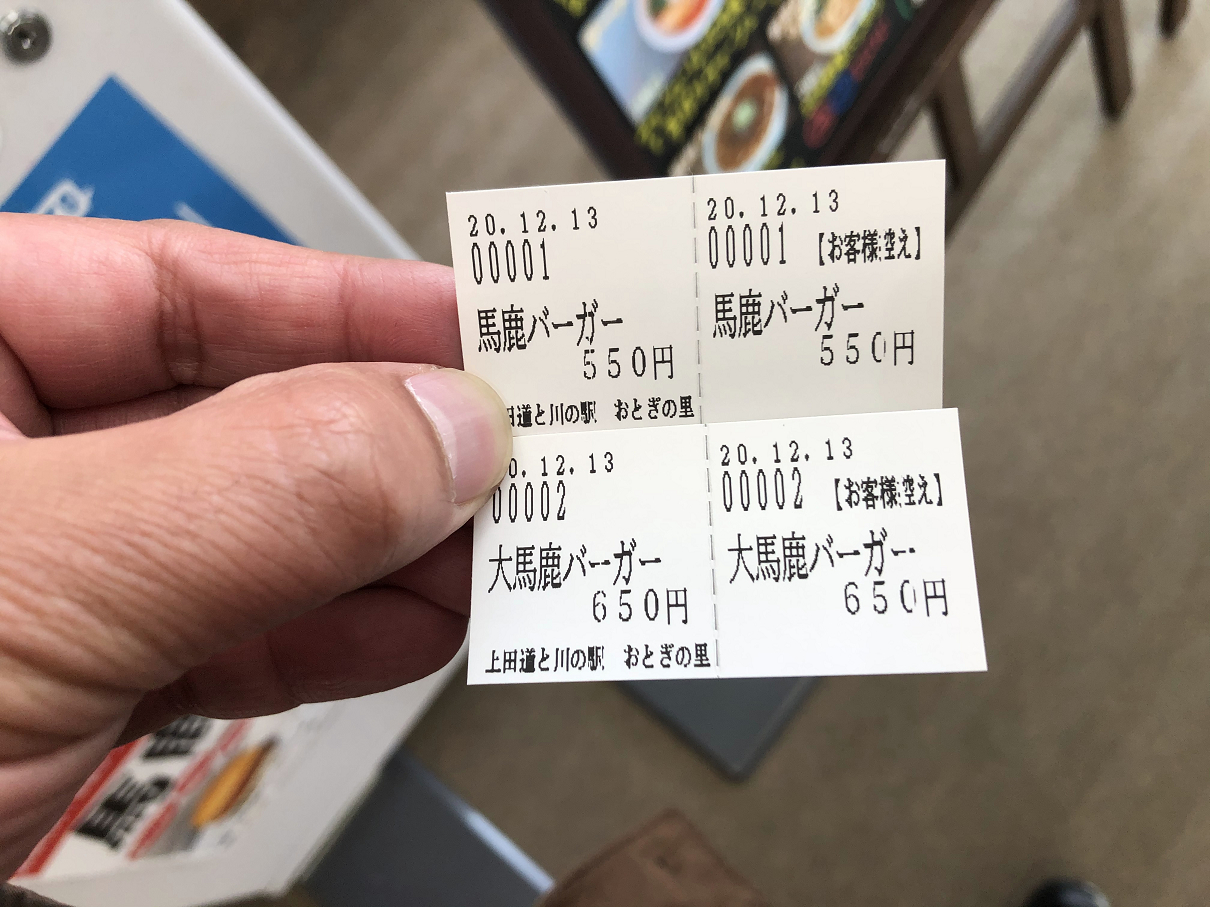 20.12.13
00001
馬鹿バーガー
550円
田道と川の駅 おとぎの里
20.12.13
00001 【お客様控え】
馬鹿バーガー
550円
0.12.13
00002
大馬鹿バーガー
650円
上田道と川の駅 おとぎの里
20.12.13
00002 【お客様控え】
大馬鹿バーガー
650円
馬鹿